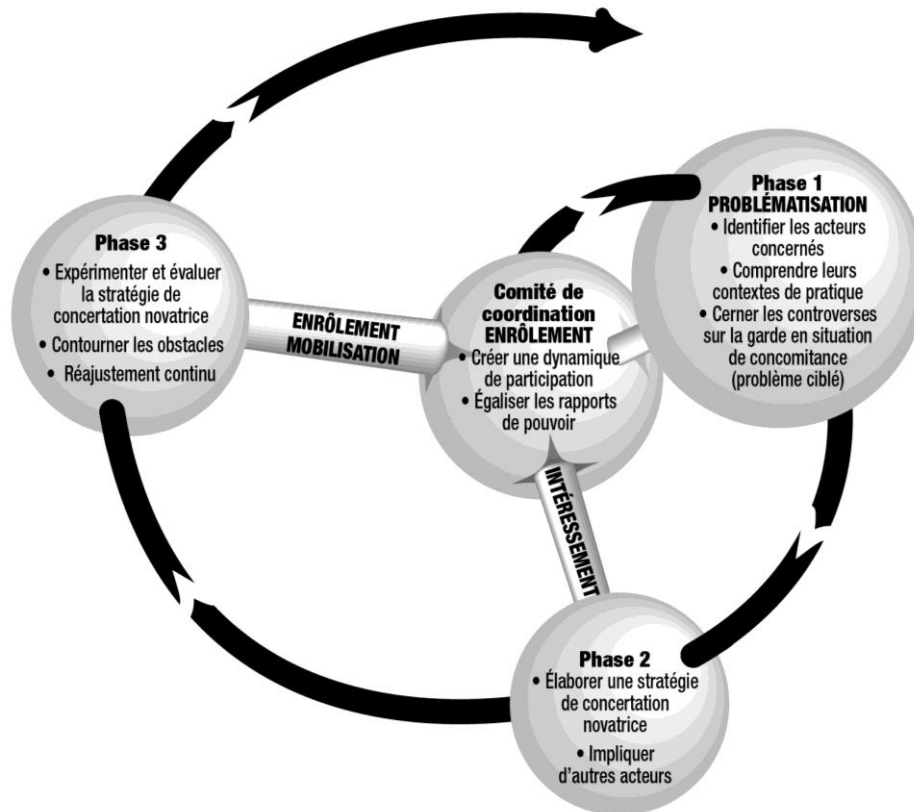 Phase 1
PROBLÉMATISATION
• Identifier les acteurs
concernés
• Comprendre leurs
contextes de pratique
• Cerner les controverses
sur la garde en situation
de concomitance
(problème ciblé)
Comité de
coordination
ENRÔLEMENT
• Créer une dynamique
de participation
• Égaliser les rapports
de pouvoir
Phase 3
• Expérimenter et évaluer
la stratégie de
concertation novatrice
• Contourner les obstacles
• Réajustement continu
ENRÔLEMENT
MOBILISATION
INTÉRESSEMENT
Phase 2
• Élaborer une stratégie
de concertation
novatrice
• Impliquer
d'autres acteurs